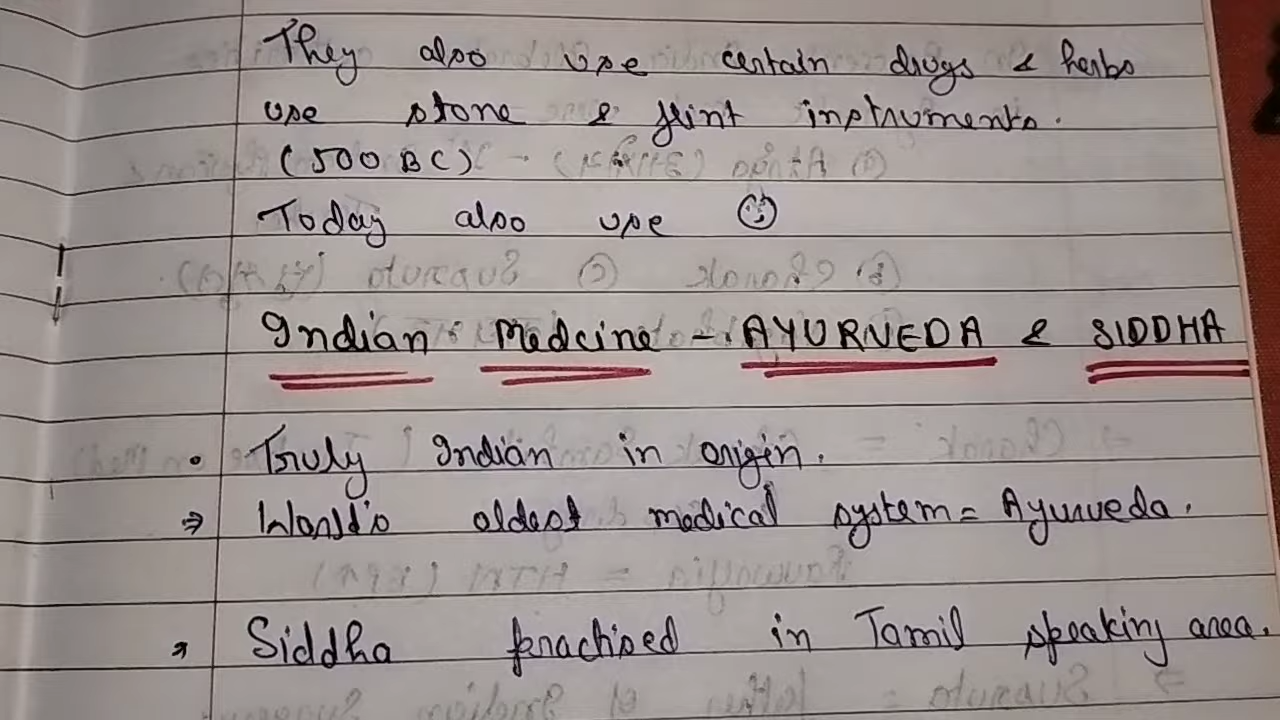 They also use certain drugs & herbs
use stone & flint instruments.
(500 BC)
Today also use
Indian Medcine - AYURVEDA & SIDDHA
• Truly Indian in origin.
⇒ World's oldest medical system = Ayurveda.
→ Siddha practised in Tamil speaking area.